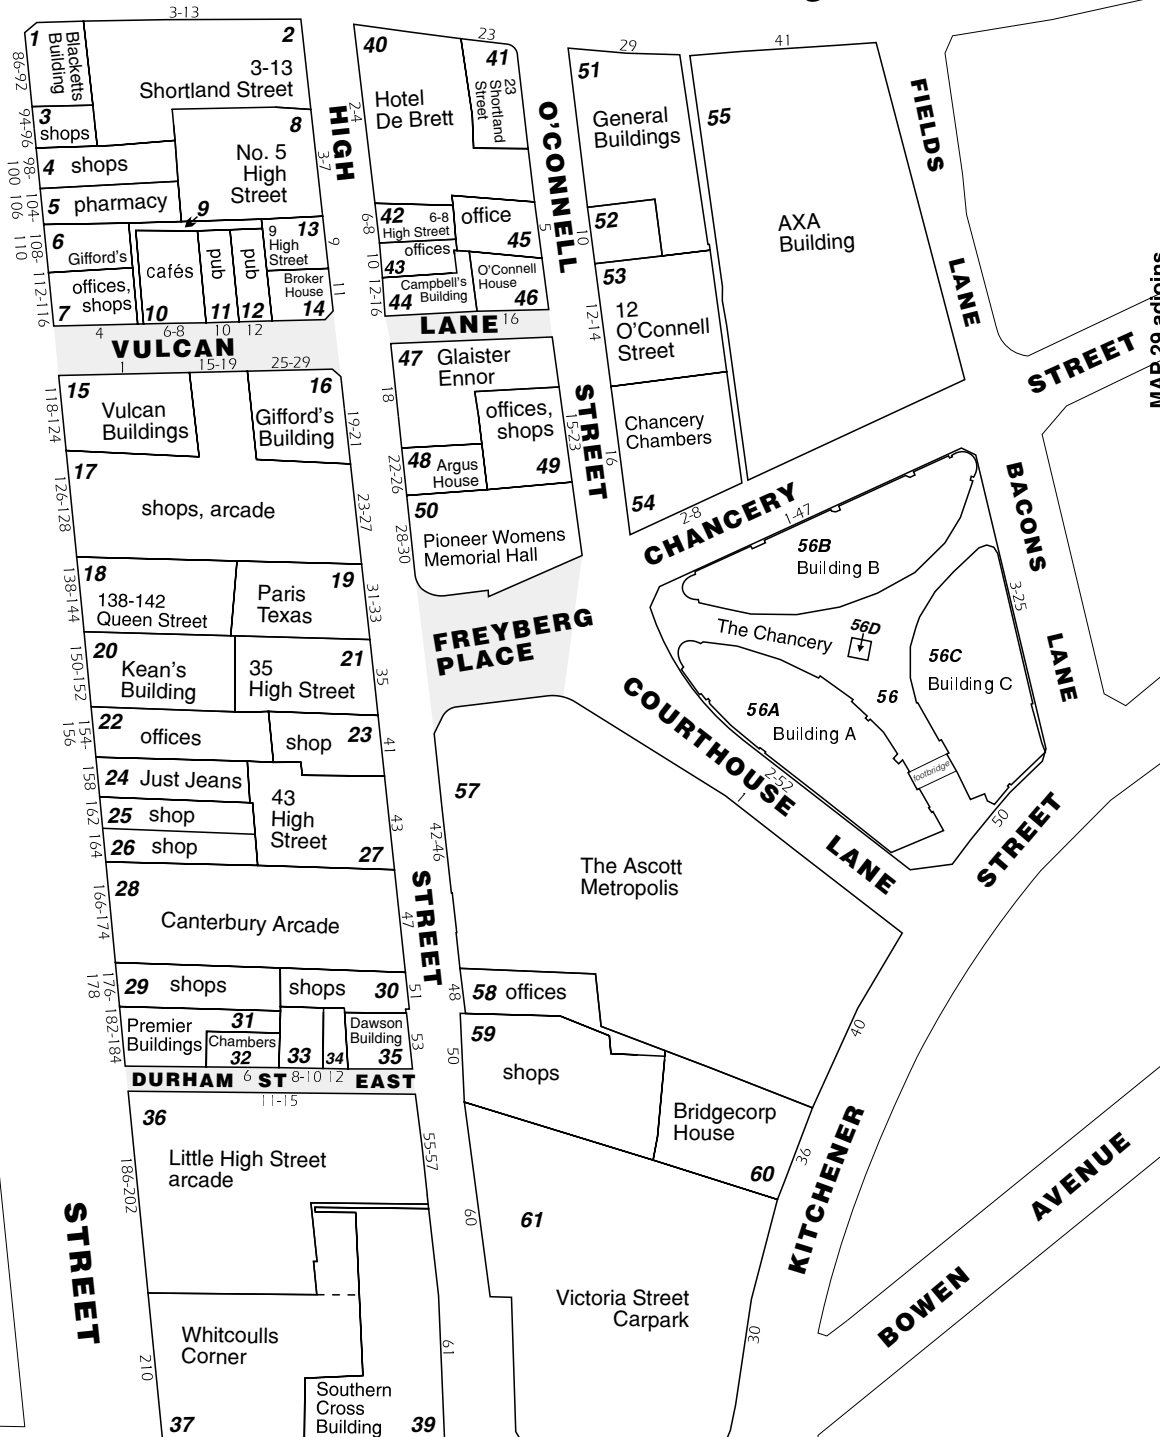 3-13
1
Blacketts
Building
2
3-13
Shortland Street
86-92
3
shops
94-96
8
No. 5
High
Street
4 shops
98-
100
5 pharmacy
104-
106
9
6
Gifford's
108-
110
cafés
pub
pub
9
High
Street
13
Broker
House
14
offices,
shops
7
112-116
10
11
12
4
6-8
10
12
3-7
9
11
HIGH
VULCAN
LANE
40
Hotel
De Brett
2-4
23
41
23
Shortland
Street
42
6-8
High Street
6-8
office
45
5
offices
43
10
Campbell's
Building
44
12-16
O'Connell
House
46
16
O'CONNELL
29
51
General
Buildings
52
10
53
12
O'Connell
Street
12-14
Chancery
Chambers
16
54
2-8
41
55
AXA
Building
FIELDS
LANE
STREET
MAP 29 adjoins
1
15-19
25-29
15
Vulcan
Buildings
118-124
16
Gifford's
Building
19-21
17
shops, arcade
126-128
23-27
18
138-142
Queen Street
138-144
19
Paris
Texas
31-33
20
Kean's
Building
150-152
21
35
High Street
35
22
offices
154-
156
shop 23
41
24 Just Jeans
158
25 shop
162
26 shop
164
43
High
Street
27
43
28
Canterbury Arcade
166-174
47
29 shops
176-
178
shops 30
51
Premier
Buildings
31
182-184
Chambers
32
33
34
Dawson
Building
35
53
DURHAM ST EAST
6
8-10
12
11-15
36
Little High Street
arcade
186-202
55-57
Whitcoulls
Corner
210
37
Southern
Cross
Building
39
61
STREET
47
Glaister
Ennor
18
offices,
shops
49
15-23
48
Argus
House
22-26
50
Pioneer Womens
Memorial Hall
28-30
STREET
FREYBERG
PLACE
CHANCERY
1-47
56B
Building B
The Chancery
56D
56C
Building C
56
56A
Building A
footbridge
3-25
2-52
1
50
BACONS
LANE
COURTHOUSE
LANE
STREET
57
The Ascott
Metropolis
42-46
STREET
58 offices
48
59
shops
50
Bridgecorp
House
60
36
40
61
60
Victoria Street
Carpark
30
KITCHENER
BOWEN
AVENUE